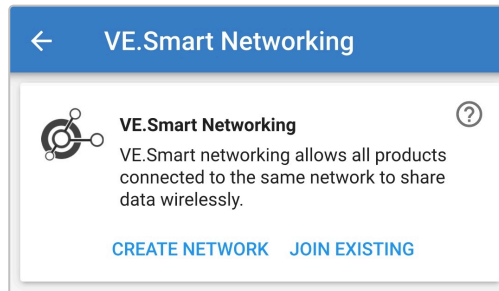 VE.Smart Networking
VE.Smart Networking
VE.Smart networking allows all products
connected to the same network to share
data wirelessly.
CREATE NETWORK JOIN EXISTING